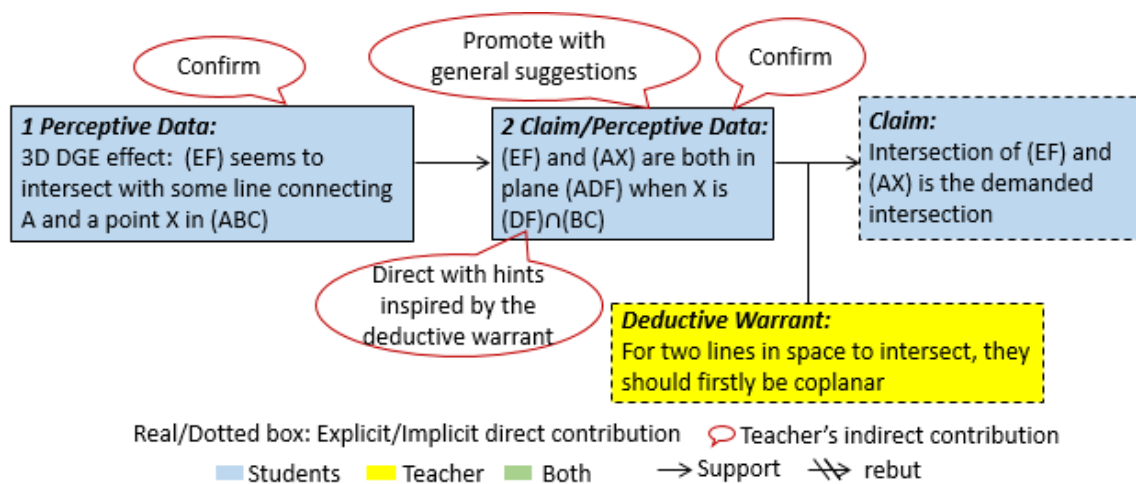 Confirm
Promote with
general suggestions
Confirm
1 Perceptive Data:
3D DGE effect: (EF) seems to
intersect with some line connecting
A and a point X in (ABC)
2 Claim/Perceptive Data:
(EF) and (AX) are both in
plane (ADF) when X is
(DF)∩(BC)
Claim:
Intersection of (EF) and
(AX) is the demanded
intersection
Direct with hints
inspired by the
deductive warrant
Deductive Warrant:
For two lines in space to intersect, they
should firstly be coplanar
Real/Dotted box: Explicit/Implicit direct contribution Teacher's indirect contribution
Students Teacher Both Support rebut